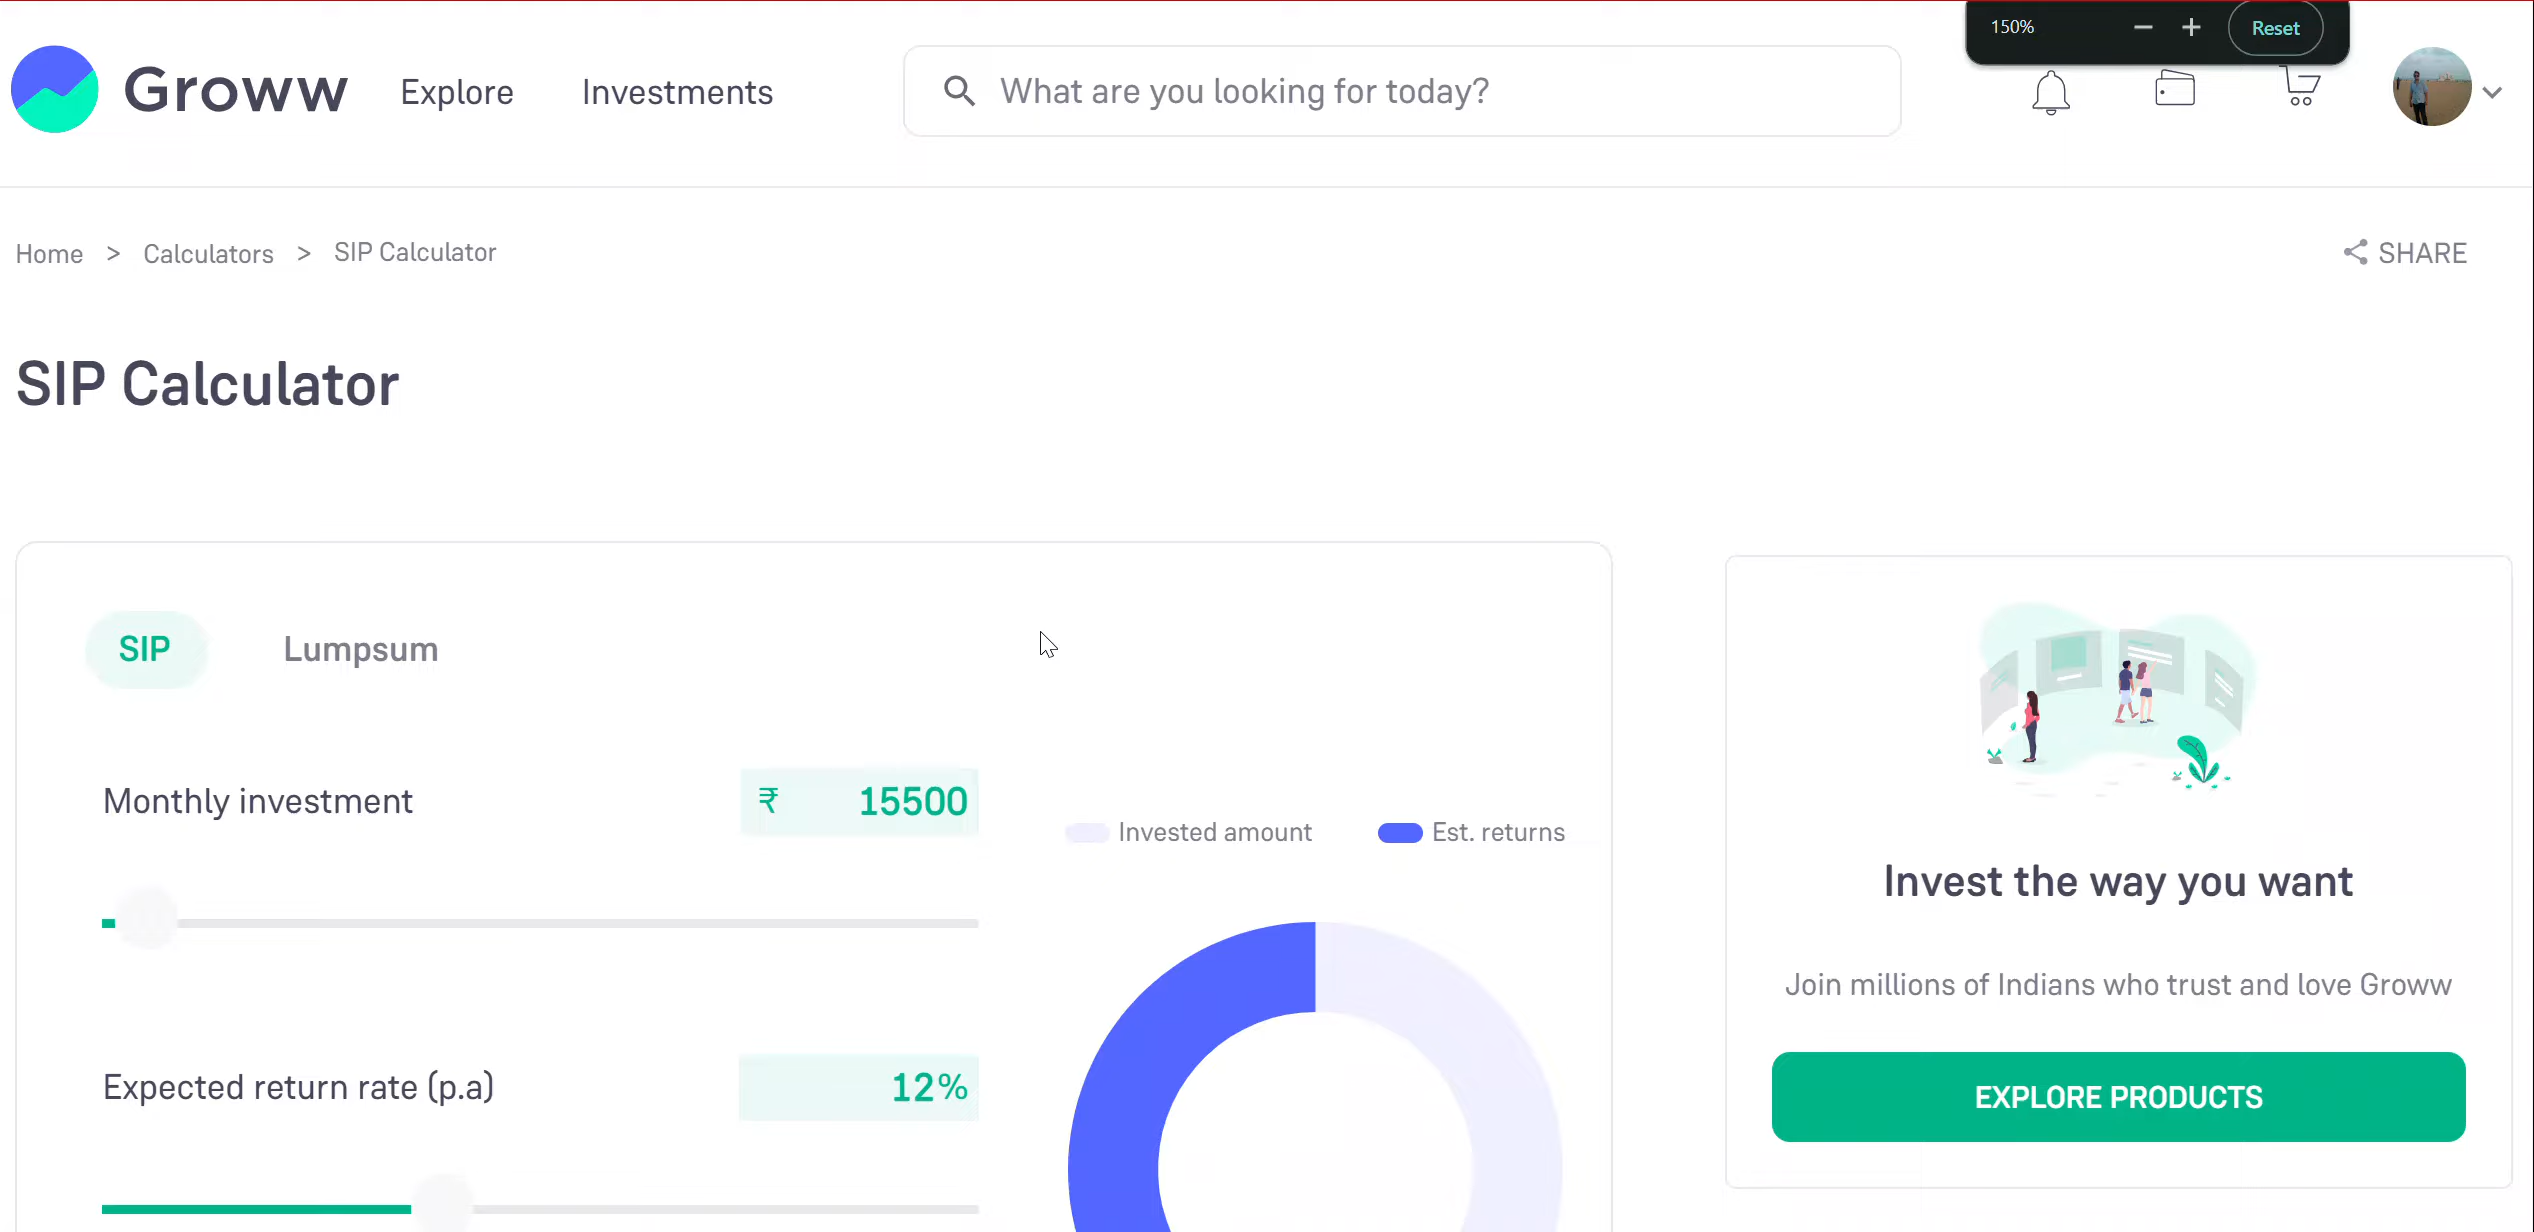 150%
Reset
Groww
Explore
Investments
What are you looking for today?
Home > Calculators > SIP Calculator
SHARE
SIP Calculator
SIP
Lumpsum
Monthly investment
₹ 15500
Invested amount
Est. returns
Expected return rate (p.a)
12%
Invest the way you want
Join millions of Indians who trust and love Groww
EXPLORE PRODUCTS